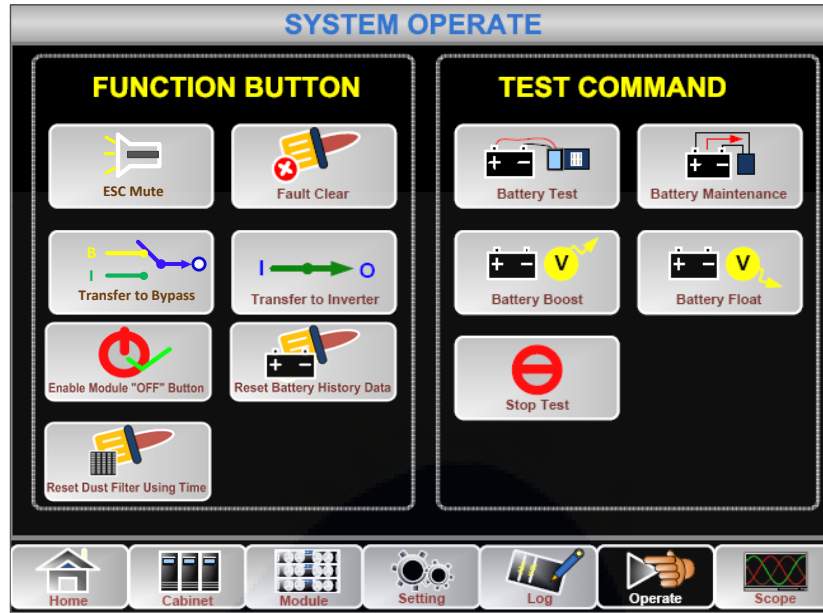 SYSTEM OPERATE
FUNCTION BUTTON
ESC Mute
Fault Clear
B
I
Transfer to Bypass
I O
Transfer to Inverter
Enable Module "OFF" Button
Reset Battery History Data
Reset Dust Filter Using Time
TEST COMMAND
Battery Test
Battery Maintenance
V
Battery Boost
V
Battery Float
Stop Test
Home
Cabinet
Module
Setting
Log
Operate
Scope